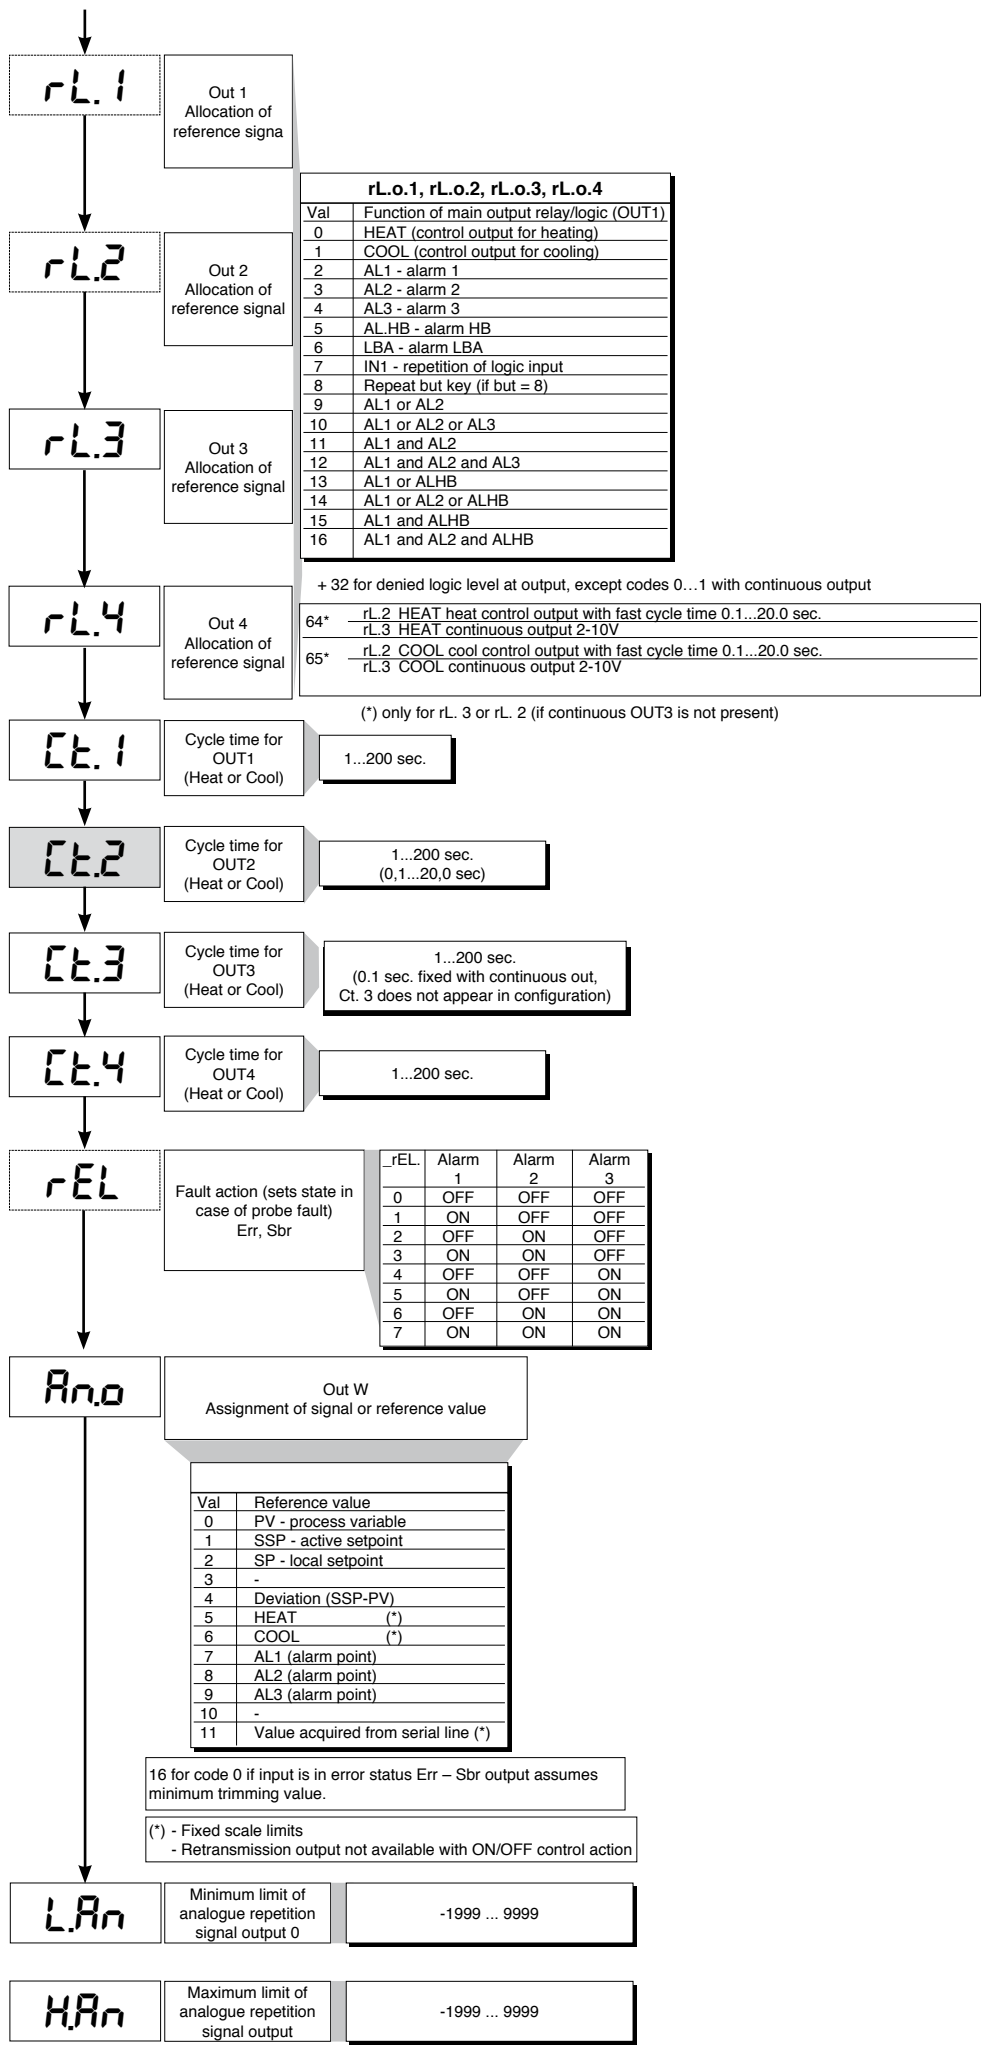 rL.1
Out 1
Allocation of
reference signa
rL.o.1, rL.o.2, rL.o.3, rL.o.4
Val Function of main output relay/logic (OUT1)
0 HEAT (control output for heating)
1 COOL (control output for cooling)
2 AL1 - alarm 1
3 AL2 - alarm 2
4 AL3 - alarm 3
5 AL.HB - alarm HB
6 LBA - alarm LBA
7 IN1 - repetition of logic input
8 Repeat but key (if but = 8)
9 AL1 or AL2
10 AL1 or AL2 or AL3
11 AL1 and AL2
12 AL1 and AL2 and AL3
13 AL1 or ALHB
14 AL1 or AL2 or ALHB
15 AL1 and ALHB
16 AL1 and AL2 and ALHB
rL.2
Out 2
Allocation of
reference signal
rL.3
Out 3
Allocation of
reference signal
+ 32 for denied logic level at output, except codes 0…1 with continuous output
rL.4
Out 4
Allocation of
reference signal
64* rL.2 HEAT heat control output with fast cycle time 0.1...20.0 sec.
rL.3 HEAT continuous output 2-10V
65* rL.2 COOL cool control output with fast cycle time 0.1...20.0 sec.
rL.3 COOL continuous output 2-10V
(*) only for rL. 3 or rL. 2 (if continuous OUT3 is not present)
Ct.1
Cycle time for
OUT1
(Heat or Cool)
1...200 sec.
Ct.2
Cycle time for
OUT2
(Heat or Cool)
1...200 sec.
(0,1...20,0 sec)
Ct.3
Cycle time for
OUT3
(Heat or Cool)
1...200 sec.
(0.1 sec. fixed with continuous out,
Ct. 3 does not appear in configuration)
Ct.4
Cycle time for
OUT4
(Heat or Cool)
1...200 sec.
rEL
Fault action (sets state in
case of probe fault)
Err, Sbr
_rEL. Alarm Alarm Alarm
1 2 3
0 OFF OFF OFF
1 ON OFF OFF
2 OFF ON OFF
3 ON ON OFF
4 OFF OFF ON
5 ON OFF ON
6 OFF ON ON
7 ON ON ON
An.o
Out W
Assignment of signal or reference value
Val Reference value
0 PV - process variable
1 SSP - active setpoint
2 SP - local setpoint
3 -
4 Deviation (SSP-PV)
5 HEAT (*)
6 COOL (*)
7 AL1 (alarm point)
8 AL2 (alarm point)
9 AL3 (alarm point)
10 -
11 Value acquired from serial line (*)
16 for code 0 if input is in error status Err – Sbr output assumes
minimum trimming value.
(*) - Fixed scale limits
- Retransmission output not available with ON/OFF control action
L.An
Minimum limit of
analogue repetition
signal output 0
-1999 ... 9999
H.An
Maximum limit of
analogue repetition
signal output
-1999 ... 9999